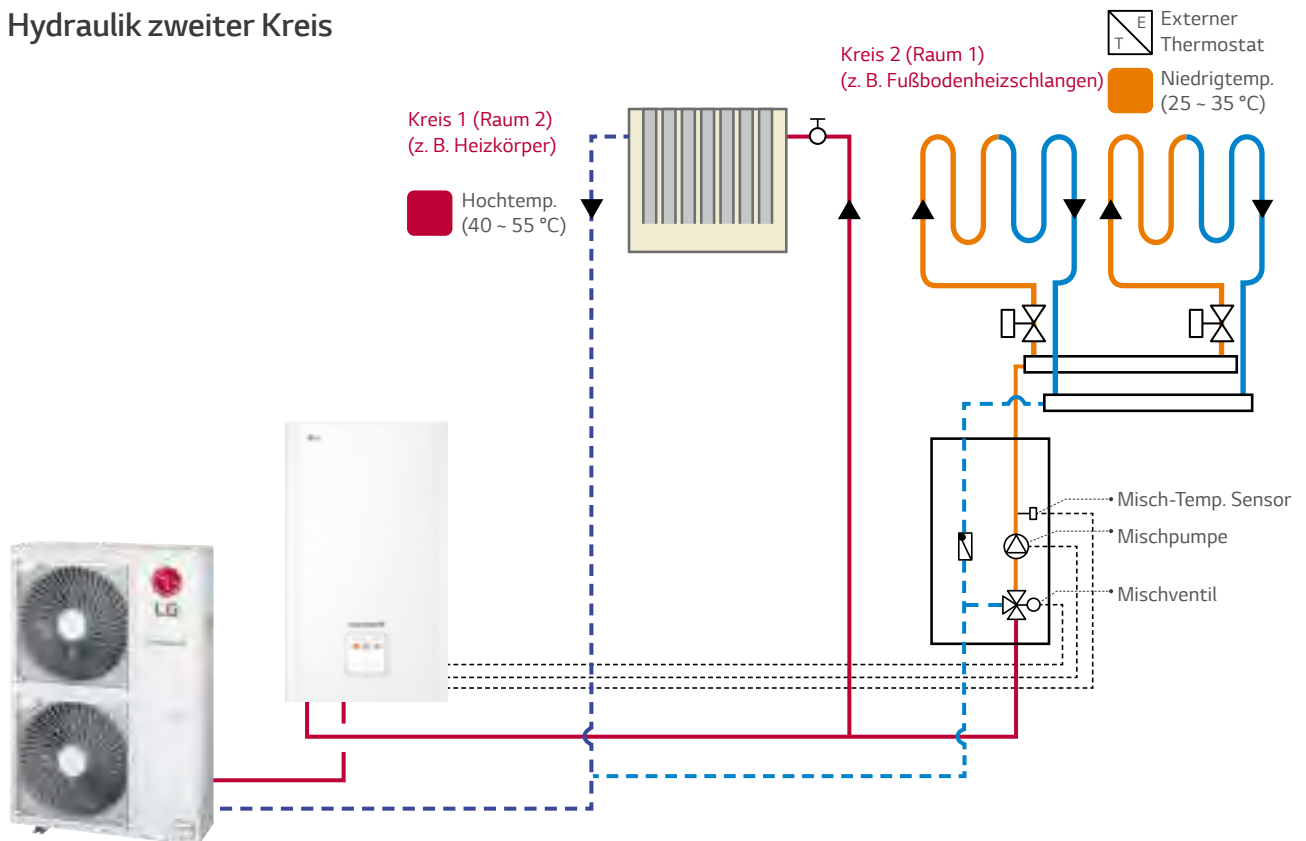 Hydraulik zweiter Kreis
E
T
Externer
Thermostat
Kreis 2 (Raum 1)
(z. B. Fußbodenheizschlangen)
Niedrigtemp.
(25 ~ 35 °C)
Kreis 1 (Raum 2)
(z. B. Heizkörper)
Hochtemp.
(40 ~ 55 °C)
Misch-Temp. Sensor
Mischpumpe
Mischventil
LG